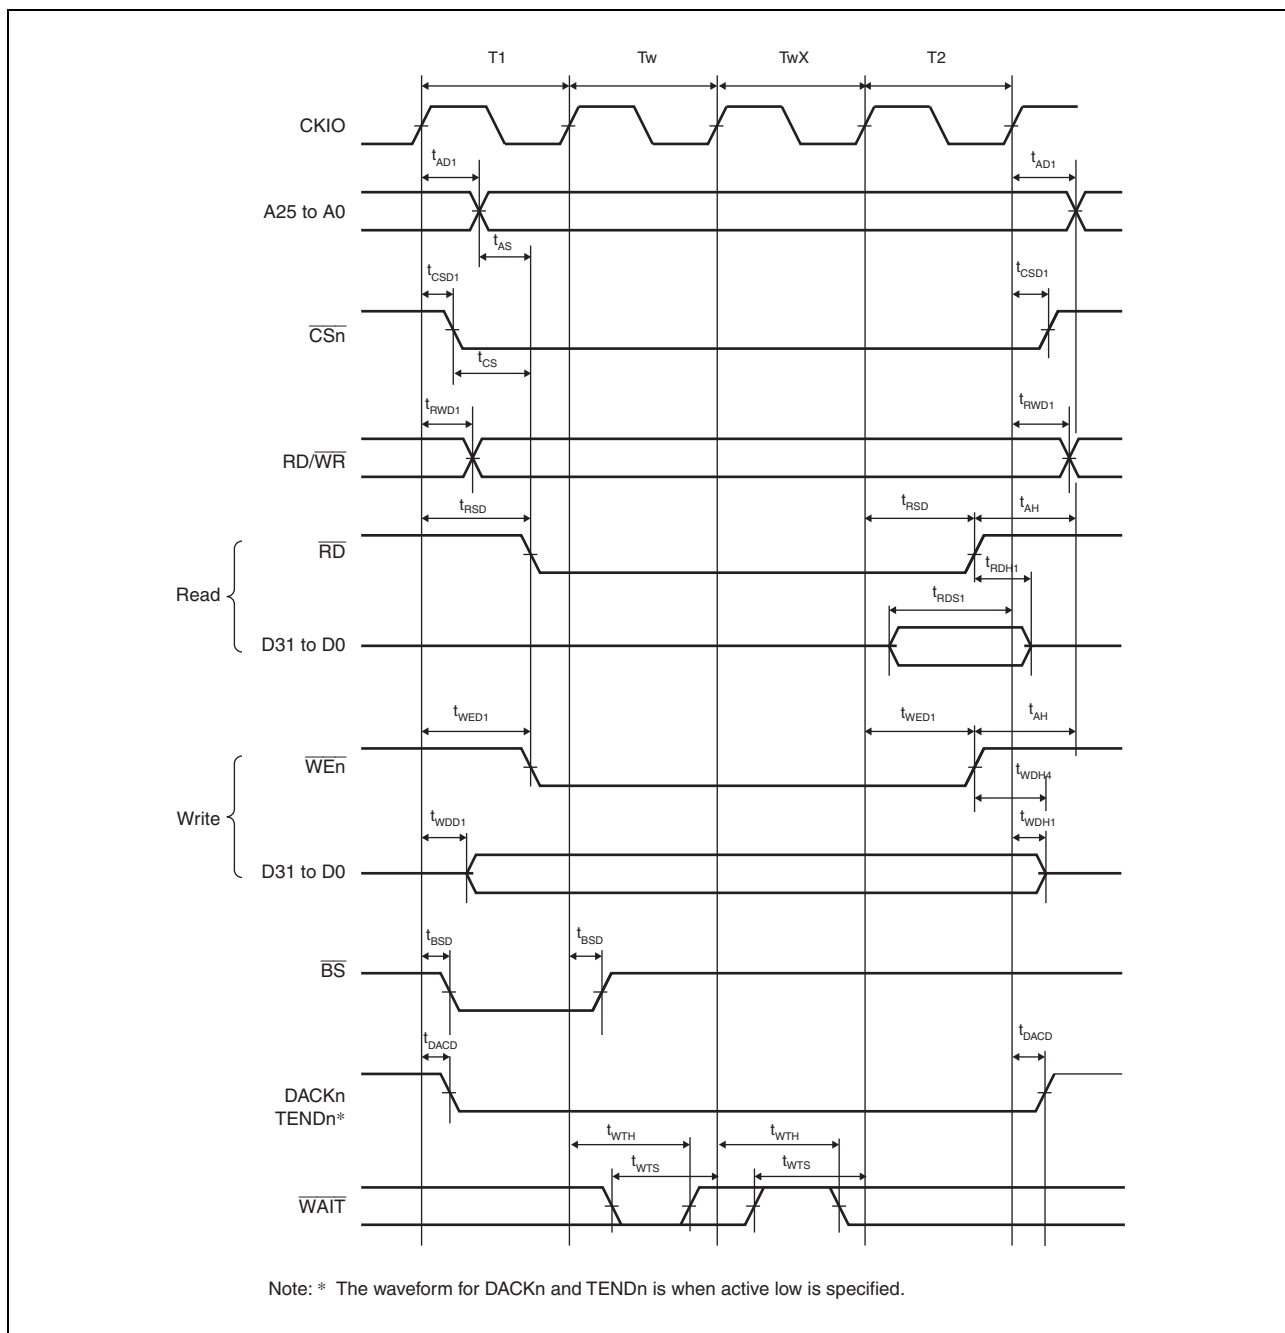 T1 Tw TwX T2
CKIO
tAD1 tAD1
A25 to A0
tAS
tCSD1 tCSD1
CSn
tCS
tRWD1 tRWD1
RD/WR
tRSD tRSD tAH
RD
tRDH1
Read
tRDS1
D31 to D0
tWED1 tWED1 tAH
WEn
tWDH4
Write
tWDD1 tWDH1
D31 to D0
tBSD tBSD
BS
tDACD tDACD
DACKn
TENDn*
tWTH tWTH
tWTS tWTS
WAIT
Note: * The waveform for DACKn and TENDn is when active low is specified.